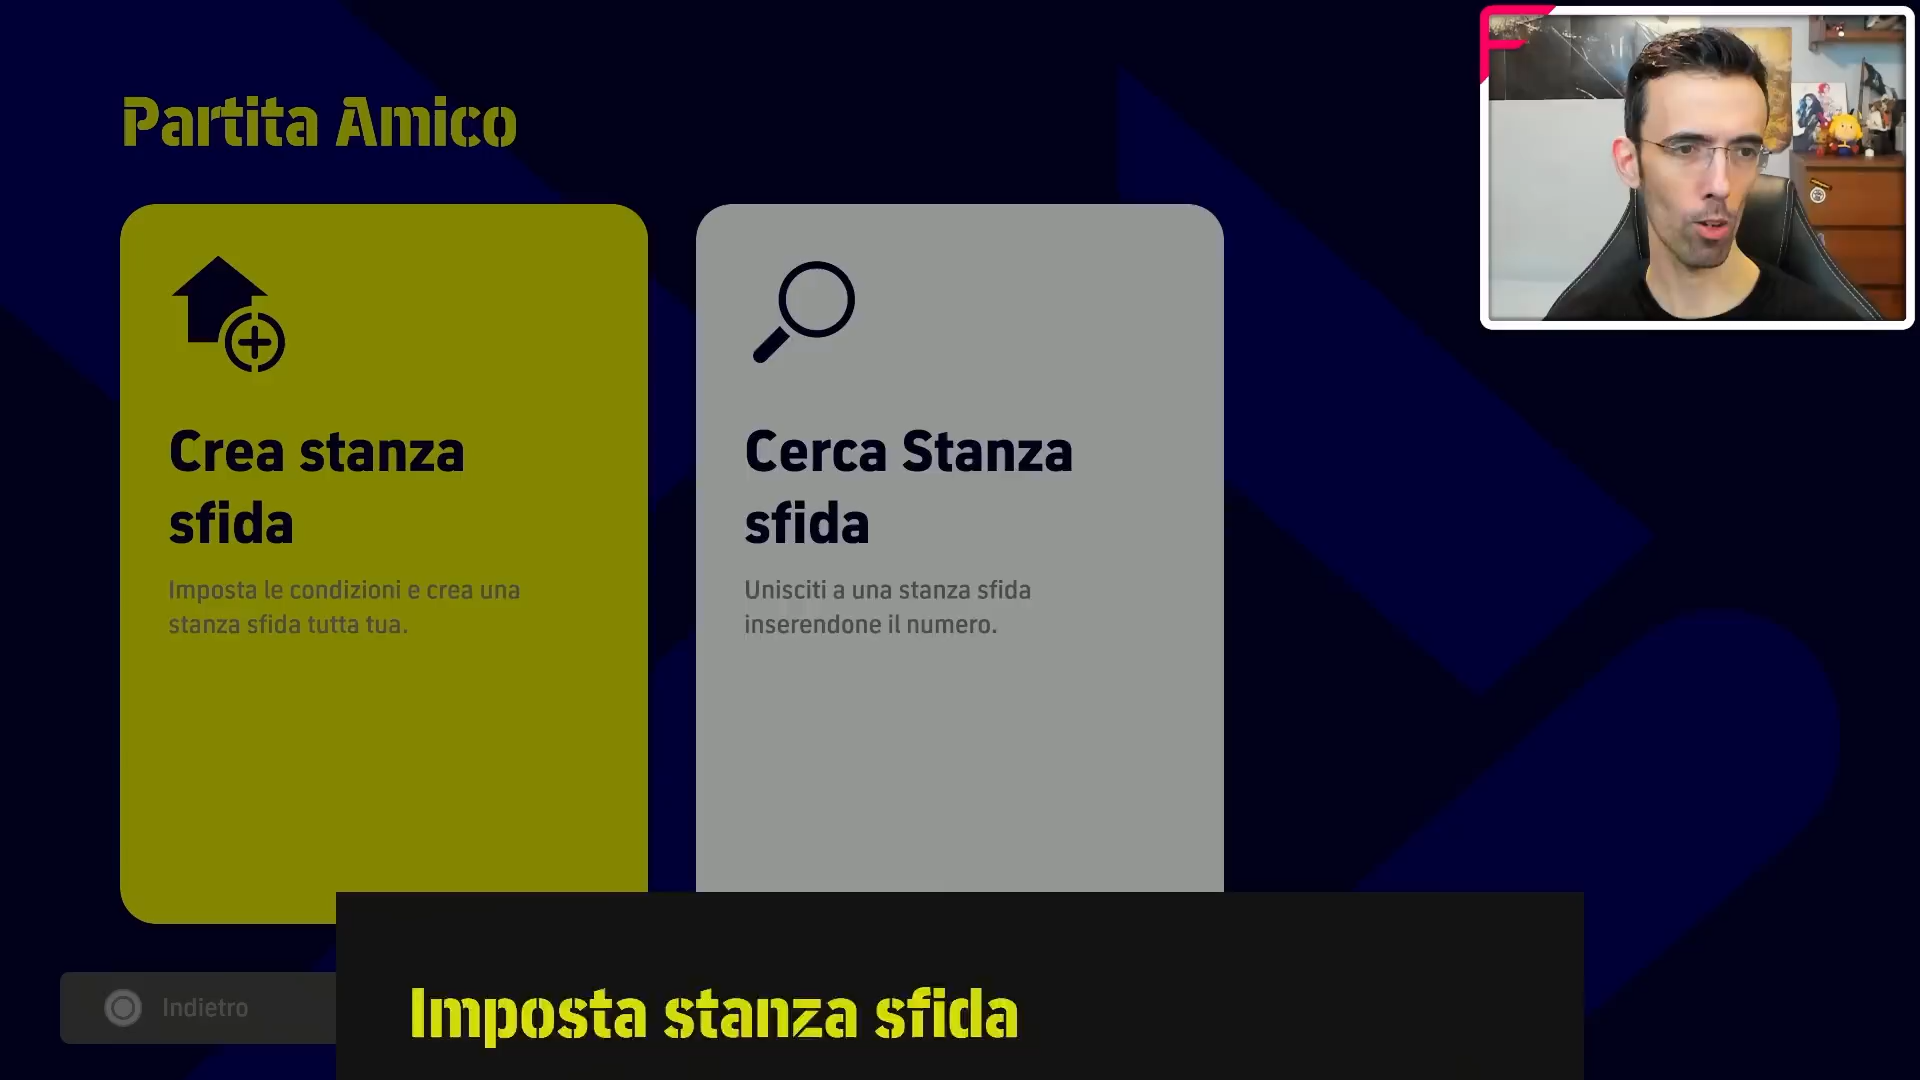 Partita Amico
Crea stanza
sfida
Imposta le condizioni e crea una
stanza sfida tutta tua.
Cerca Stanza
sfida
Unisciti a una stanza sfida
inserendone il numero.
Indietro
Imposta stanza sfida